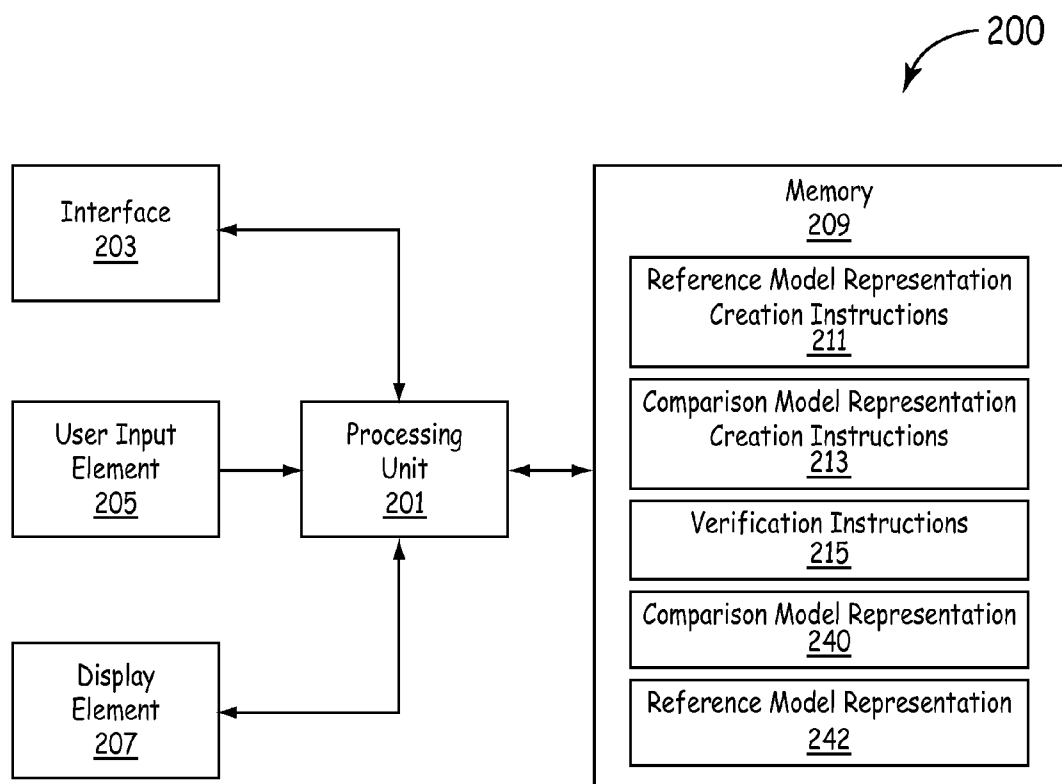 200
Interface
203
User Input
Element
205
Display
Element
207
Processing
Unit
201
Memory
209
Reference Model Representation
Creation Instructions
211
Comparison Model Representation
Creation Instructions
213
Verification Instructions
215
Comparison Model Representation
240
Reference Model Representation
242